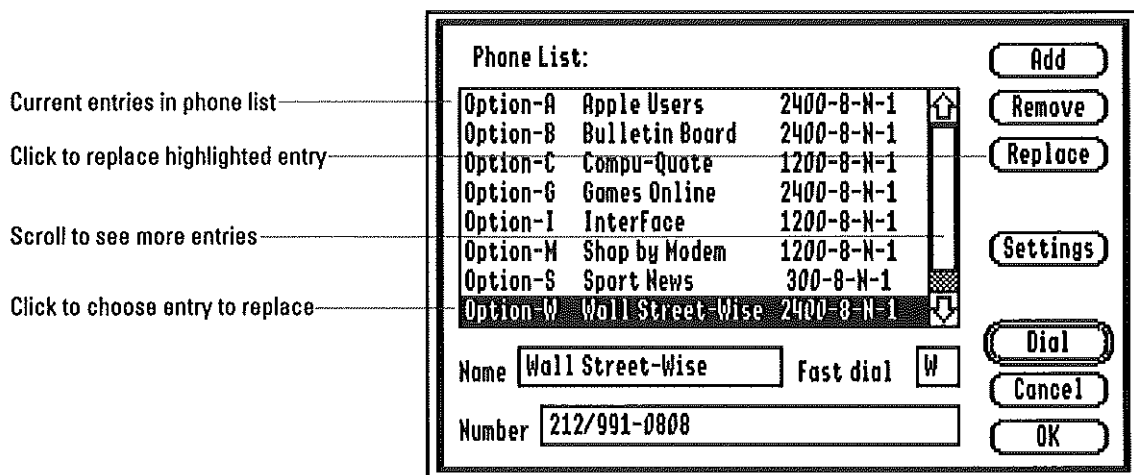 Phone List:
Add
Current entries in phone list
Option-A Apple Users 2400-8-N-1
Remove
Option-B Bulletin Board 2400-8-N-1
Click to replace highlighted entry
Option-C Compu-Quote 1200-8-N-1
Replace
Option-G Games Online 2400-8-N-1
Option-I InterFace 1200-8-N-1
Scroll to see more entries
Option-M Shop by Modem 1200-8-N-1
Settings
Option-S Sport News 300-8-N-1
Click to choose entry to replace
Option-W Wall Street-Wise 2400-8-N-1
Dial
Name Wall Street-Wise Fast dial W
Cancel
Number 212/991-0808
OK